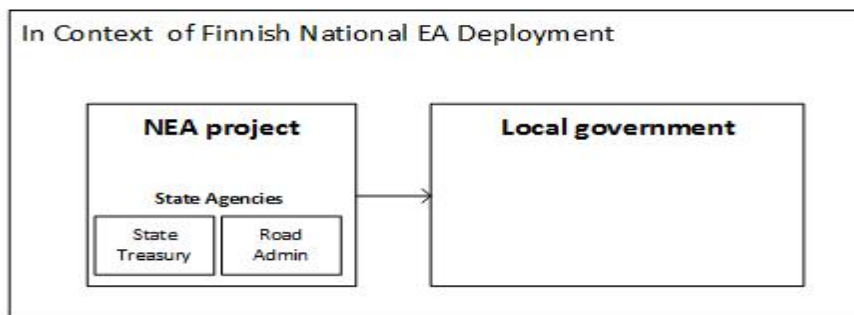 In Context of Finnish National EA Deployment
NEA project
Local government
State Agencies
State
Treasury
Road
Admin